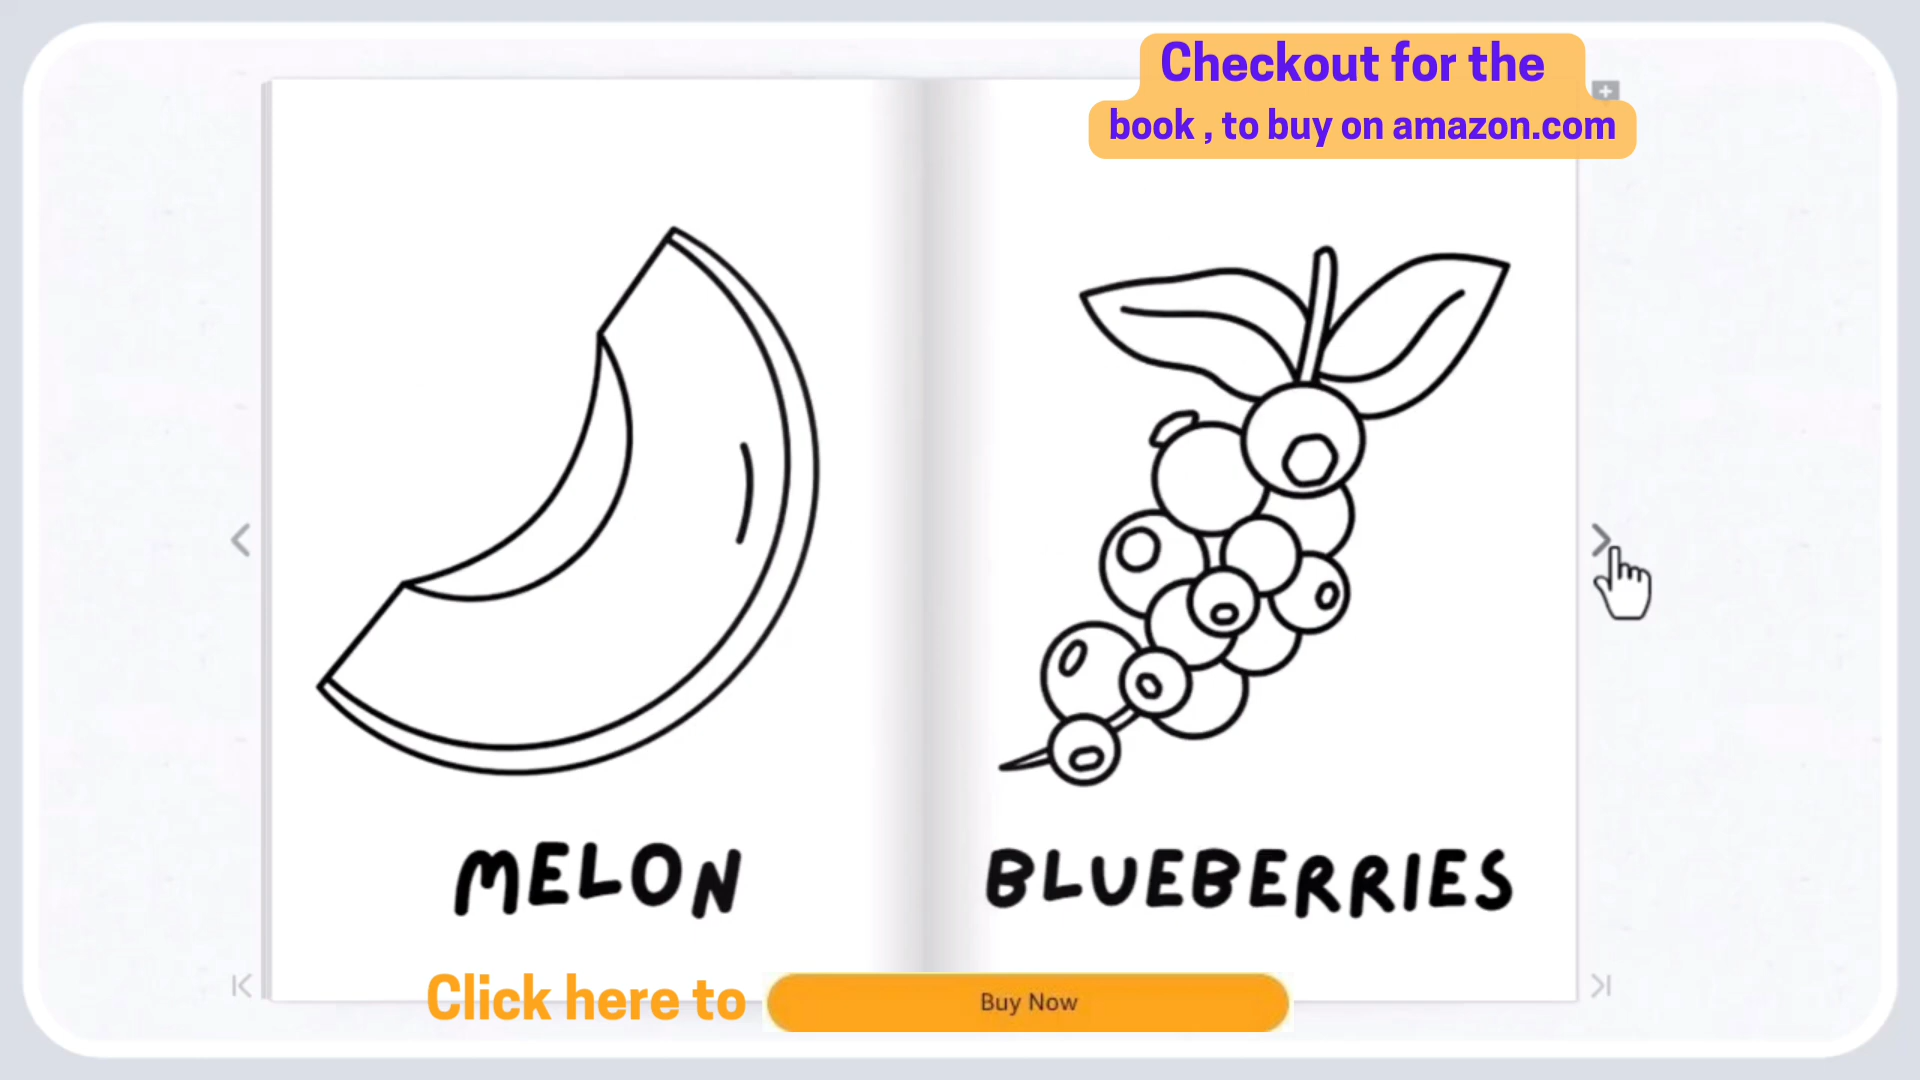 Checkout for the
book , to buy on amazon.com
MELON
BLUEBERRIES
Click here to
Buy Now